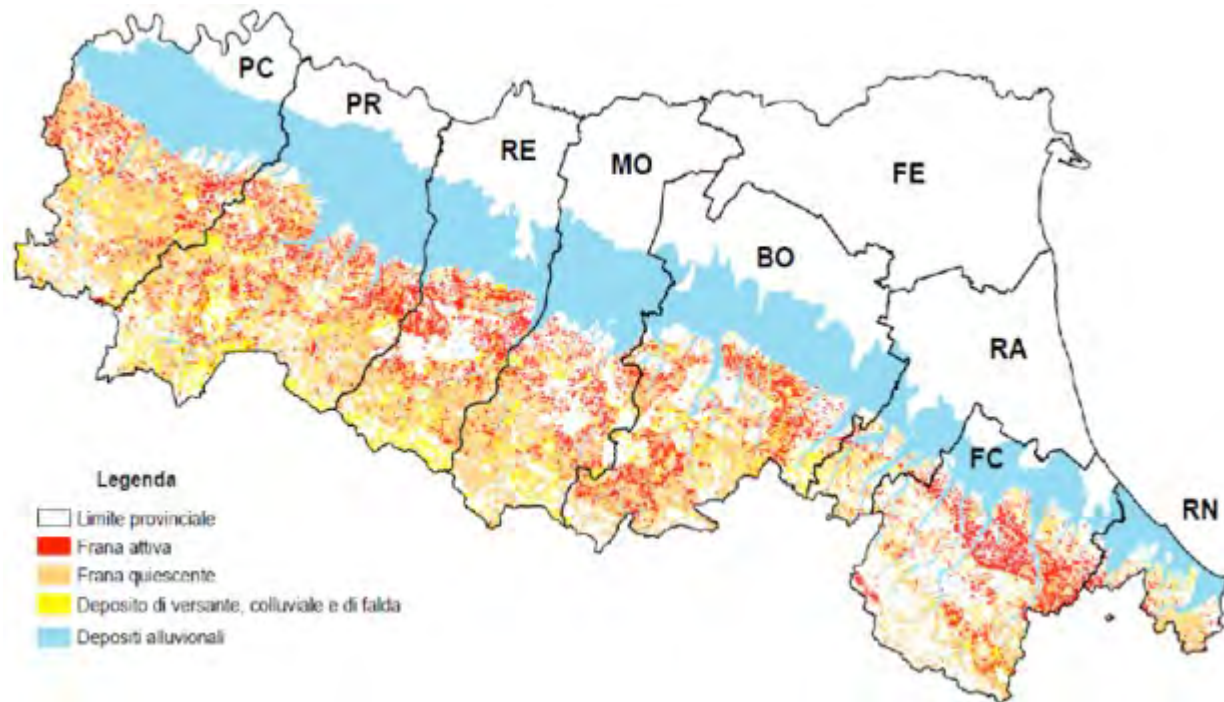 PC
PR
RE
MO
FE
BO
RA
FC
RN
Legenda
Limite provinciale
Frana attiva
Frana quiescente
Deposito di versante, colluviale e di falda
Depositi alluvionali